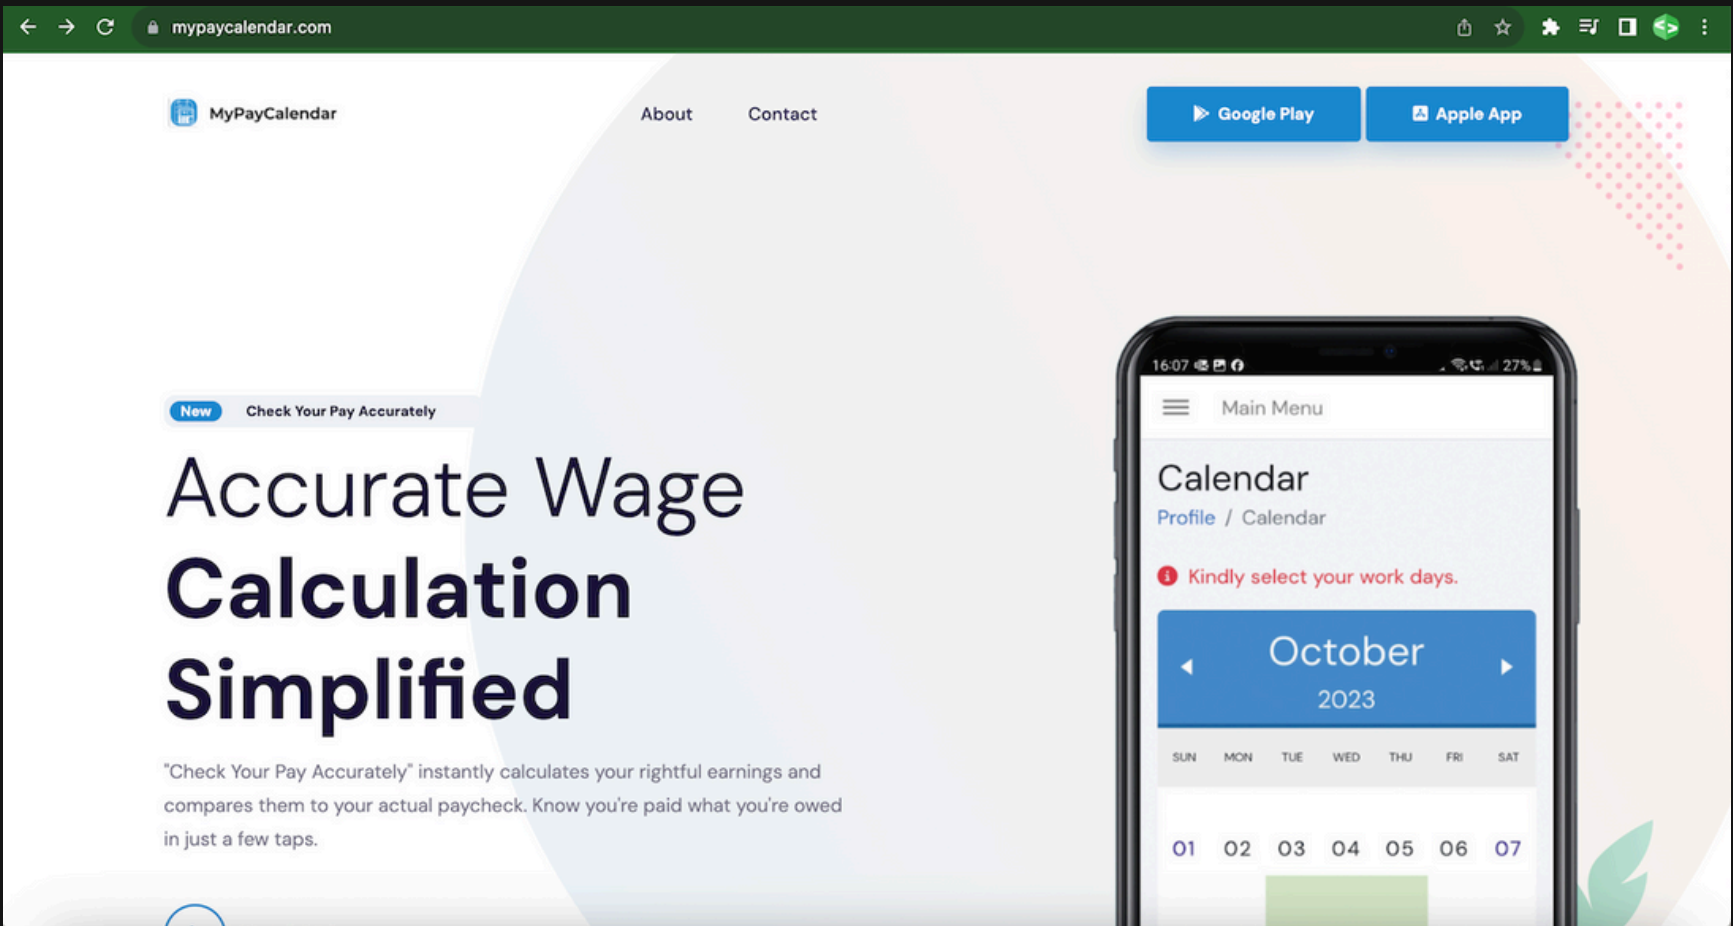 mypaycalendar.com
MyPayCalendar
About
Contact
Google Play
Apple App
New
Check Your Pay Accurately
Accurate Wage
Calculation
Simplified
"Check Your Pay Accurately" instantly calculates your rightful earnings and
compares them to your actual paycheck. Know you're paid what you're owed
in just a few taps.
16:07
27%
Main Menu
Calendar
Profile / Calendar
Kindly select your work days.
October
2023
SUN MON TUE WED THU FRI SAT
01 02 03 04 05 06 07